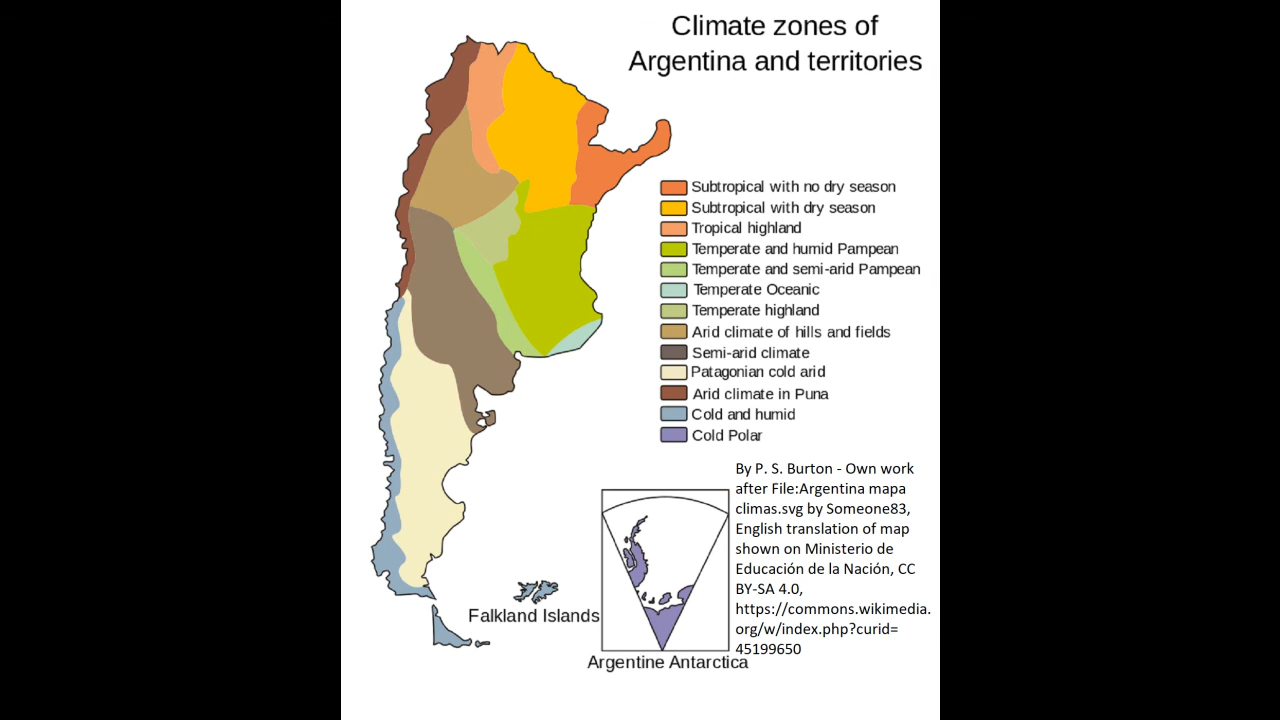 Climate zones of
Argentina and territories
Subtropical with no dry season
Subtropical with dry season
Tropical highland
Temperate and humid Pampean
Temperate and semi-arid Pampean
Temperate Oceanic
Temperate highland
Arid climate of hills and fields
Semi-arid climate
Patagonian cold arid
Arid climate in Puna
Cold and humid
Cold Polar
By P. S. Burton - Own work
after File:Argentina mapa
climas.svg by Someone83,
English translation of map
shown on Ministerio de
Educación de la Nación, CC
BY-SA 4.0,
https://commons.wikimedia.
org/w/index.php?curid=
45199650
Falkland Islands
Argentine Antarctica